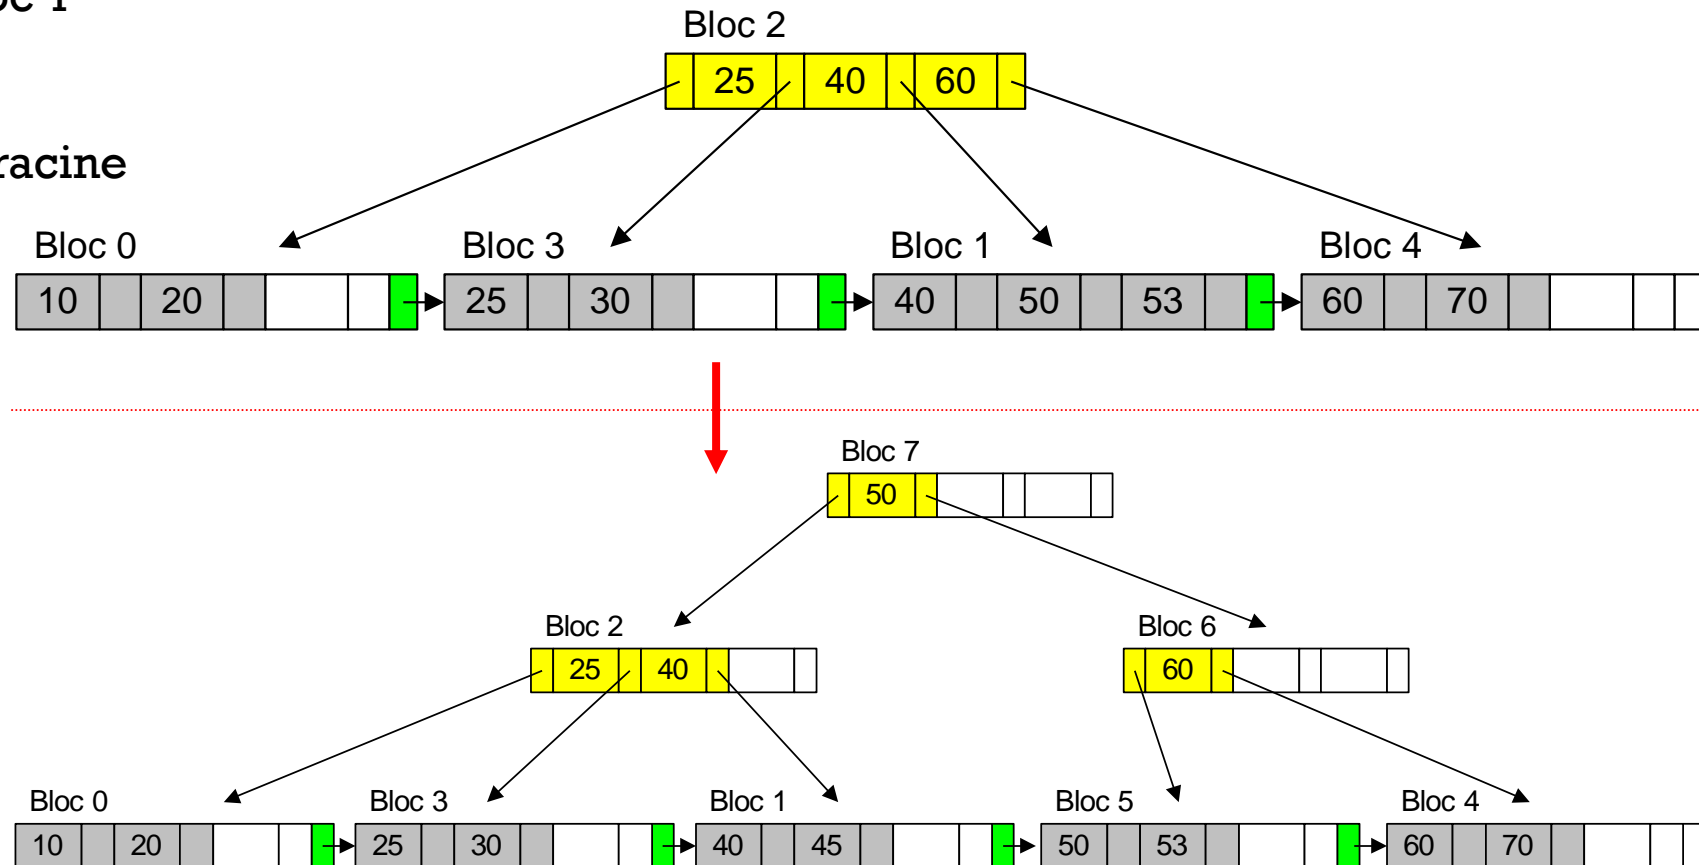 Bloc 2
25 40 60
racine
Bloc 0 Bloc 3 Bloc 1 Bloc 4
10 20 25 30 40 50 53 60 70
Bloc 7
50
Bloc 2 Bloc 6
25 40 60
Bloc 0 Bloc 3 Bloc 1 Bloc 5 Bloc 4
10 20 25 30 40 45 50 53 60 70